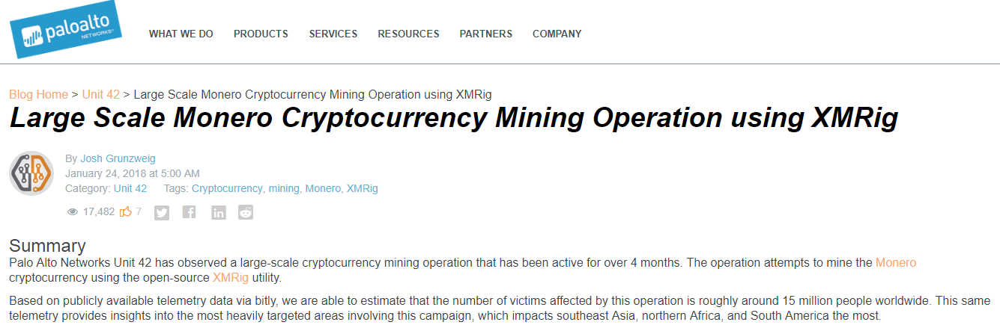 paloalto
NETWORKS®
WHAT WE DO PRODUCTS SERVICES RESOURCES PARTNERS COMPANY
Blog Home > Unit 42 > Large Scale Monero Cryptocurrency Mining Operation using XMRig
Large Scale Monero Cryptocurrency Mining Operation using XMRig
By Josh Grunzweig
January 24, 2018 at 5:00 AM
Category: Unit 42 Tags: Cryptocurrency, mining, Monero, XMRig
17,482 7
Summary
Palo Alto Networks Unit 42 has observed a large-scale cryptocurrency mining operation that has been active for over 4 months. The operation attempts to mine the Monero
cryptocurrency using the open-source XMRig utility.
Based on publicly available telemetry data via bitly, we are able to estimate that the number of victims affected by this operation is roughly around 15 million people worldwide. This same
telemetry provides insights into the most heavily targeted areas involving this campaign, which impacts southeast Asia, northern Africa, and South America the most.